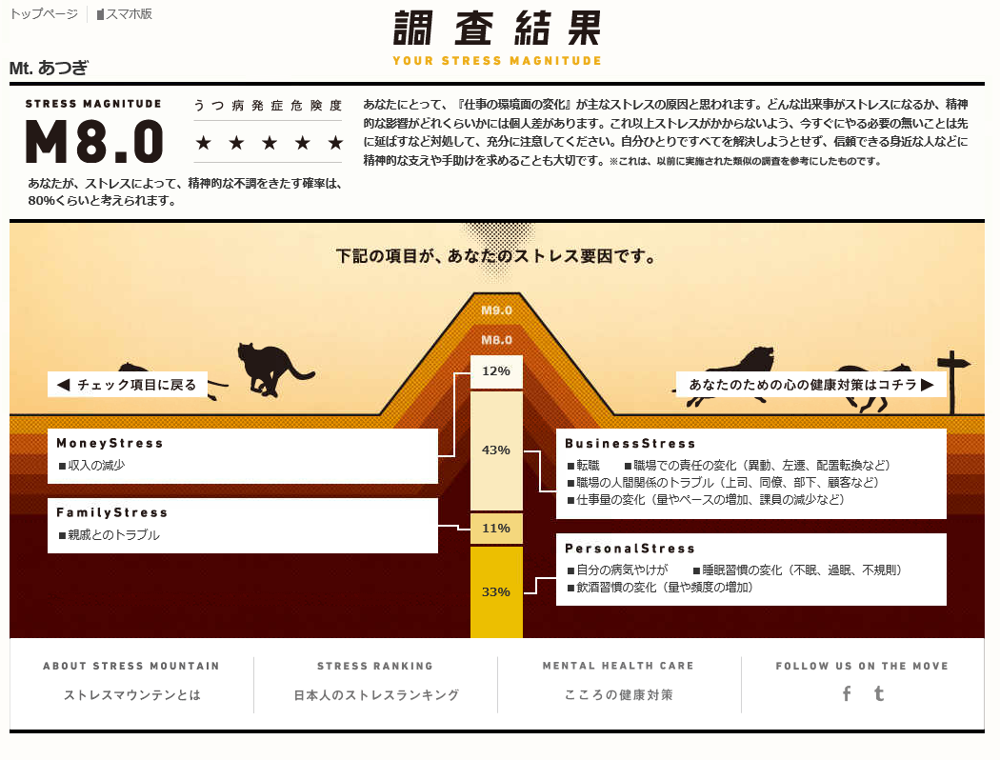 トップページ
スマホ版
調査結果
YOUR STRESS MAGNITUDE
Mt. あつぎ
STRESS MAGNITUDE
M8.0
うつ病発症危険度
★ ★ ★ ★ ★
あなたが、ストレスによって、精神的な不調をきたす確率は、
80%くらいと考えられます。
あなたにとって、『仕事の環境面の変化』が主なストレスの原因と思われます。どんな出来事がストレスになるか、精神
的な影響がどれくらいかには個人差があります。これ以上ストレスがかからないよう、今すぐにやる必要の無いことは先
に延ばすなど対処して、充分に注意してください。自分ひとりですべてを解決しようとせず、信頼できる身近な人などに
精神的な支えや手助けを求めることも大切です。※これは、以前に実施された類似の調査を参考にしたものです。
下記の項目が、あなたのストレス要因です。
M9.0
M8.0
12%
43%
11%
33%
◀ チェック項目に戻る
あなたのための心の健康対策はコチラ▶
MoneyStress
■収入の減少
FamilyStress
■親戚とのトラブル
BusinessStress
■転職 ■職場での責任の変化（異動、左遷、配置転換など）
■職場の人間関係のトラブル（上司、同僚、部下、顧客など）
■仕事量の変化（量やペースの増加、課員の減少など）
PersonalStress
■自分の病気やけが ■睡眠習慣の変化（不眠、過眠、不規則）
■飲酒習慣の変化（量や頻度の増加）
ABOUT STRESS MOUNTAIN
ストレスマウンテンとは
STRESS RANKING
日本人のストレスランキング
MENTAL HEALTH CARE
こころの健康対策
FOLLOW US ON THE MOVE
f t